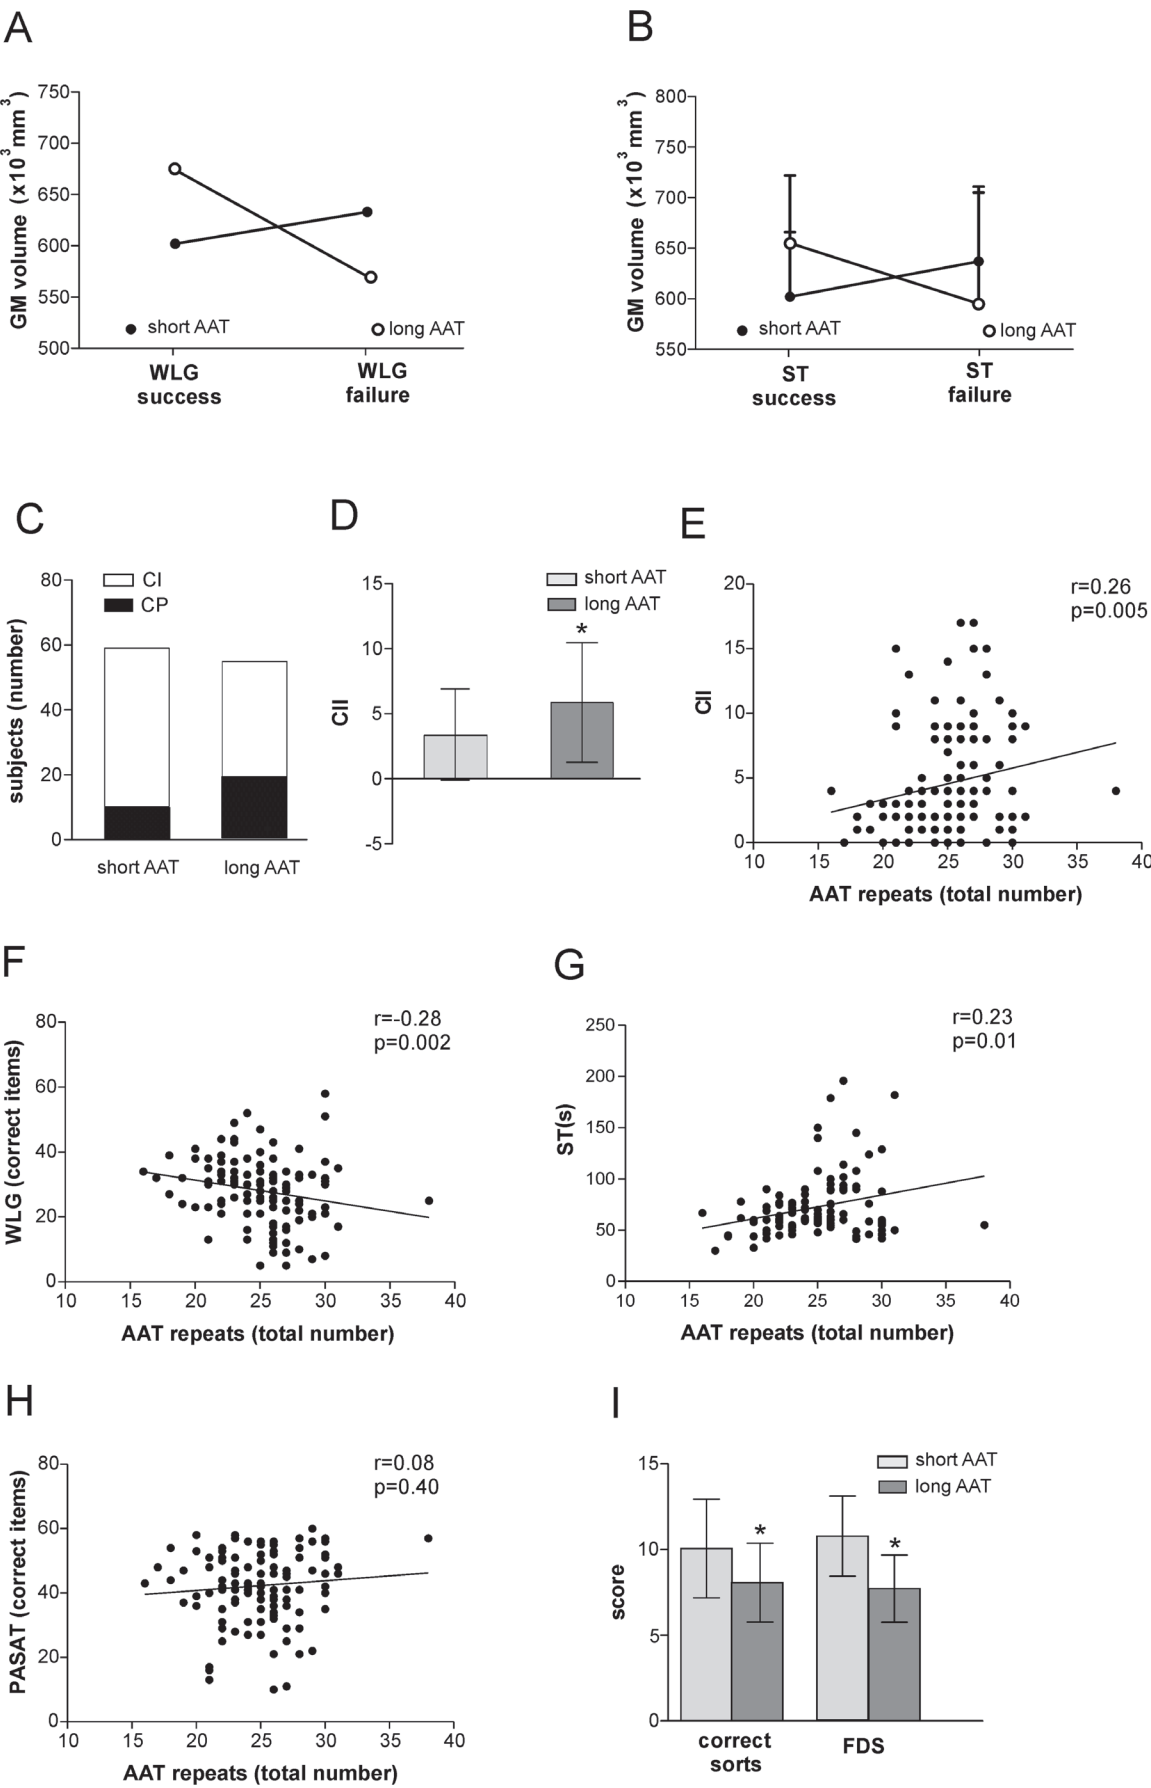 A
GM volume (x10³ mm³)
750
700
650
600
550
500
short AAT
long AAT
WLG success
WLG failure
B
GM volume (x10³ mm³)
800
750
700
650
600
550
short AAT
long AAT
ST success
ST failure
C
subjects (number)
80
60
40
20
0
CI
CP
short AAT
long AAT
D
CII
15
10
5
0
-5
short AAT
long AAT
*
E
CII
20
15
10
5
0
r=0.26
p=0.005
10 15 20 25 30 35 40
AAT repeats (total number)
F
WLG (correct items)
80
60
40
20
0
r=-0.28
p=0.002
10 15 20 25 30 35 40
AAT repeats (total number)
G
ST(s)
250
200
150
100
50
0
r=0.23
p=0.01
10 15 20 25 30 35 40
AAT repeats (total number)
H
PASAT (correct items)
80
60
40
20
0
r=0.08
p=0.40
10 15 20 25 30 35 40
AAT repeats (total number)
I
score
15
10
5
0
short AAT
long AAT
*
*
correct sorts
FDS